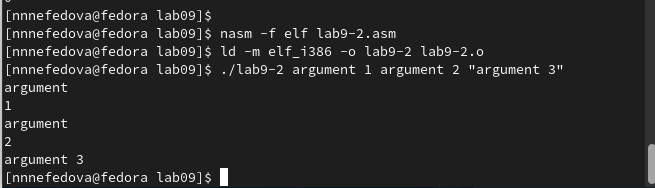 [nnnefedova@fedora lab09]$
[nnnefedova@fedora lab09]$ nasm -f elf lab9-2.asm
[nnnefedova@fedora lab09]$ ld -m elf_i386 -o lab9-2 lab9-2.o
[nnnefedova@fedora lab09]$ ./lab9-2 argument 1 argument 2 "argument 3"
argument
1
argument
2
argument 3
[nnnefedova@fedora lab09]$